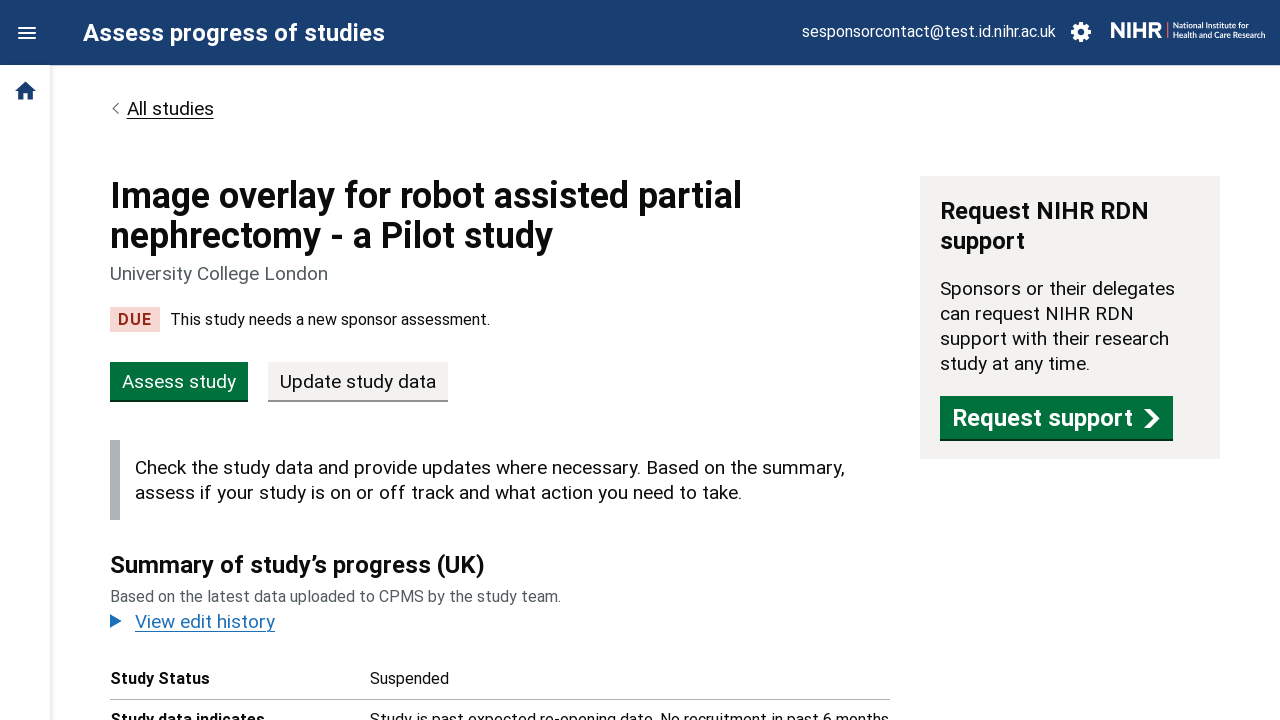 Assess progress of studies
sesponsorcontact@test.id.nihr.ac.uk
NIHR | National Institute for
Health and Care Research
All studies
Image overlay for robot assisted partial
nephrectomy - a Pilot study
University College London
DUE This study needs a new sponsor assessment.
Assess study
Update study data
Check the study data and provide updates where necessary. Based on the summary,
assess if your study is on or off track and what action you need to take.
Summary of study’s progress (UK)
Based on the latest data uploaded to CPMS by the study team.
View edit history
Study Status Suspended
Study data indicates Study is past expected re-opening date. No recruitment in past 6 months
Request NIHR RDN
support
Sponsors or their delegates
can request NIHR RDN
support with their research
study at any time.
Request support